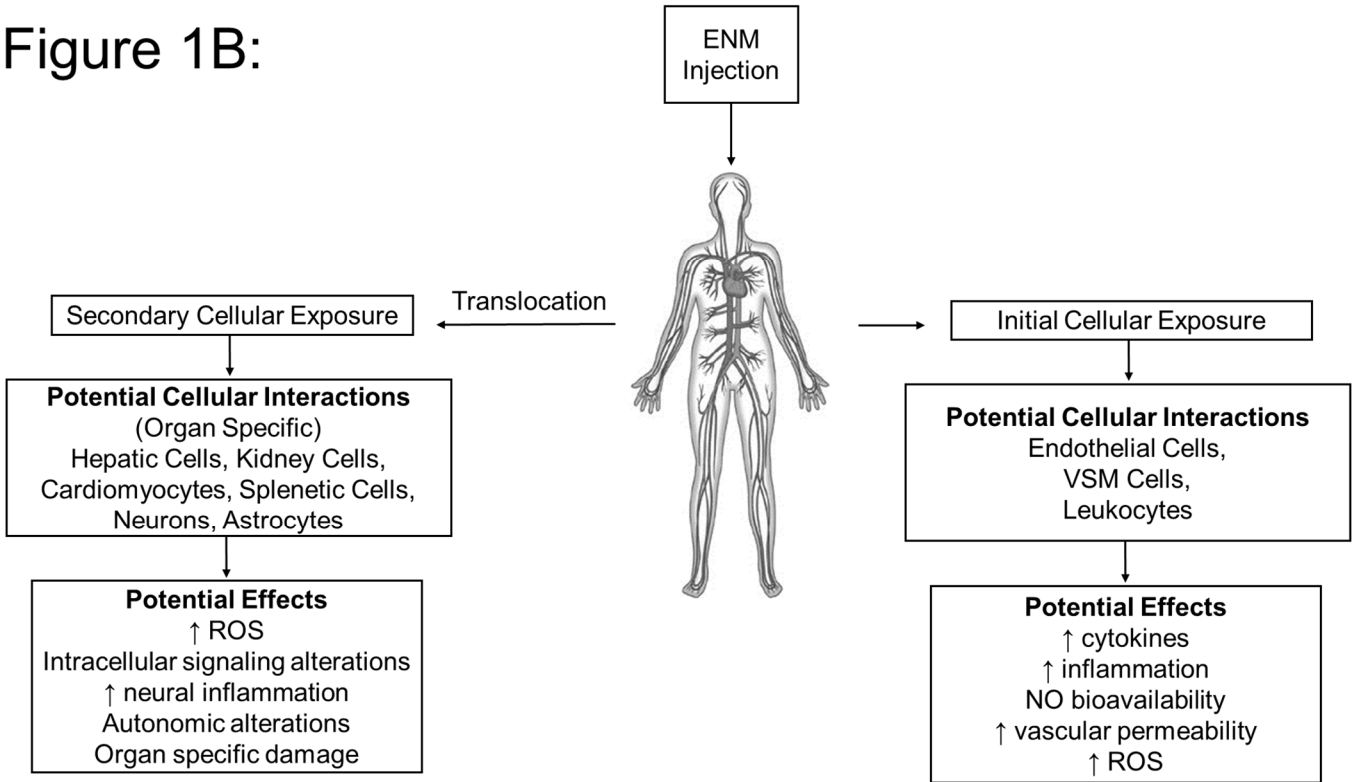 Figure 1B:
ENM
Injection
Translocation
Secondary Cellular Exposure
Potential Cellular Interactions
(Organ Specific)
Hepatic Cells, Kidney Cells,
Cardiomyocytes, Splenetic Cells,
Neurons, Astrocytes
Potential Effects
↑ ROS
Intracellular signaling alterations
↑ neural inflammation
Autonomic alterations
Organ specific damage
Initial Cellular Exposure
Potential Cellular Interactions
Endothelial Cells,
VSM Cells,
Leukocytes
Potential Effects
↑ cytokines
↑ inflammation
NO bioavailability
↑ vascular permeability
↑ ROS